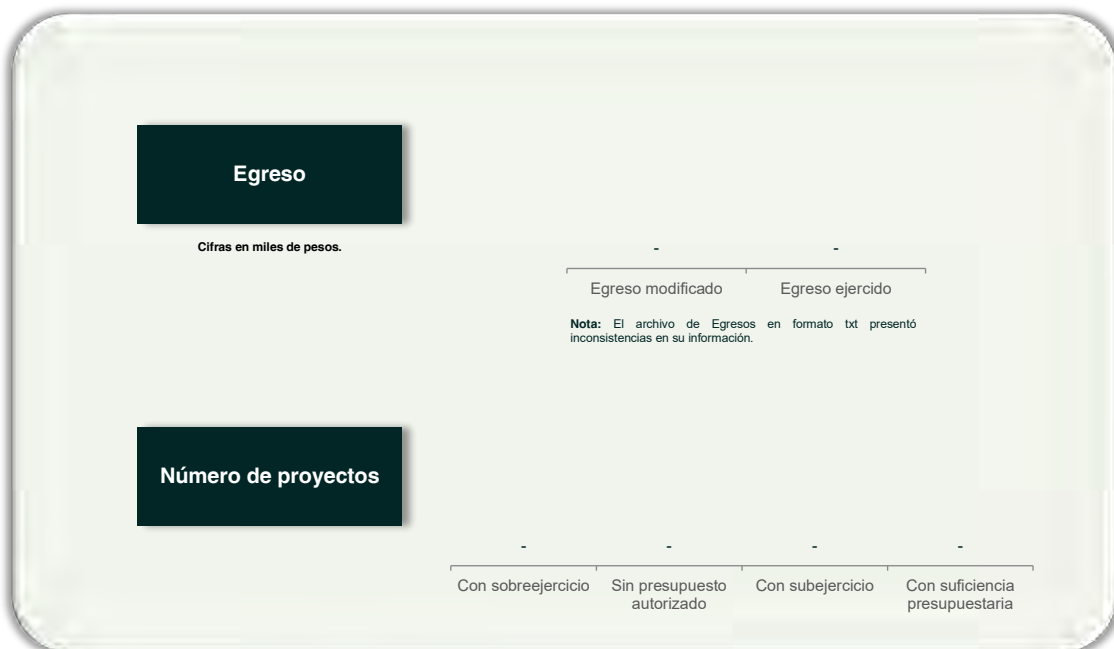 Egreso
Cifras en miles de pesos.
- -
Egreso modificado Egreso ejercido
Nota: El archivo de Egresos en formato txt presentó
inconsistencias en su información.
Número de proyectos
- - - -
Con sobreejercicio Sin presupuesto Con subejercicio Con suficiencia
autorizado presupuestaria